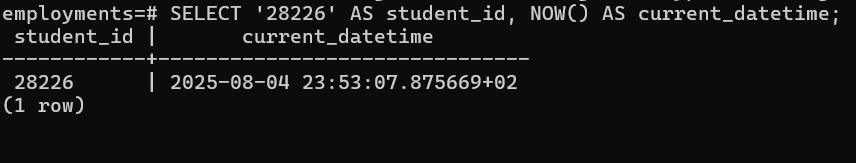 employments=# SELECT '28226' AS student_id, NOW() AS current_datetime;
 student_id |       current_datetime
------------+-------------------------------
 28226      | 2025-08-04 23:53:07.875669+02
(1 row)